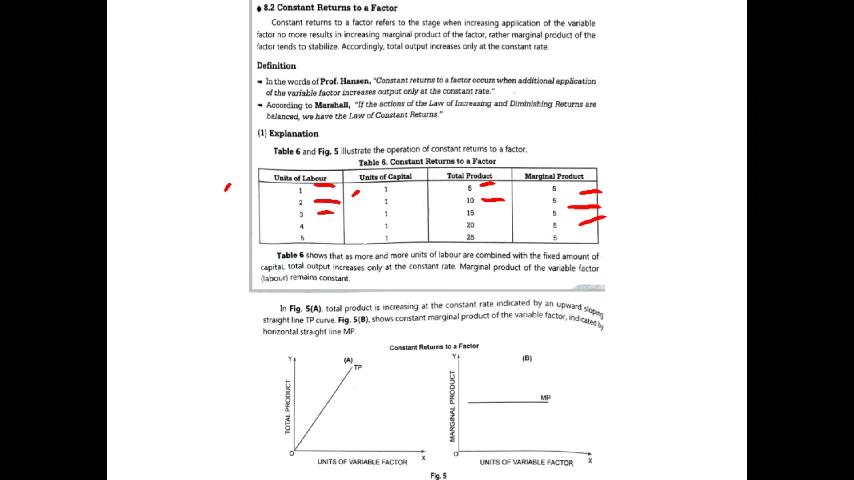 ♦ 8.2 Constant Returns to a Factor
Constant returns to a factor refers to the stage when increasing application of the variable
factor no more results in increasing marginal product of the factor, rather marginal product of the
factor tends to stabilize. Accordingly, total output increases only at the constant rate.
Definition
In the words of Prof. Hansen, "Constant returns to a factor occurs when additional application
of the variable factor increases output only at the constant rate."
According to Marshall, "If the actions of the Law of Increasing and Diminishing Returns are
balanced, we have the Law of Constant Returns."
(1) Explanation
Table 6 and Fig. 5 illustrate the operation of constant returns to a factor.
Table 6. Constant Returns to a Factor
Units of Labour Units of Capital Total Product Marginal Product
1 1 5 5
2 1 10 5
3 1 15 5
4 1 20 5
5 1 25 5
Table 6 shows that as more and more units of labour are combined with the fixed amount of
capital, total output increases only at the constant rate. Marginal product of the variable factor
(labour) remains constant.
In Fig. 5(A), total product is increasing at the constant rate indicated by an upward sloping
straight line TP curve. Fig. 5(B), shows constant marginal product of the variable factor, indicated by
horizontal straight line MP.
Constant Returns to a Factor
Y (A) TP
TOTAL PRODUCT
O X
UNITS OF VARIABLE FACTOR
Y (B)
MP
MARGINAL PRODUCT
O X
UNITS OF VARIABLE FACTOR
Fig. 5